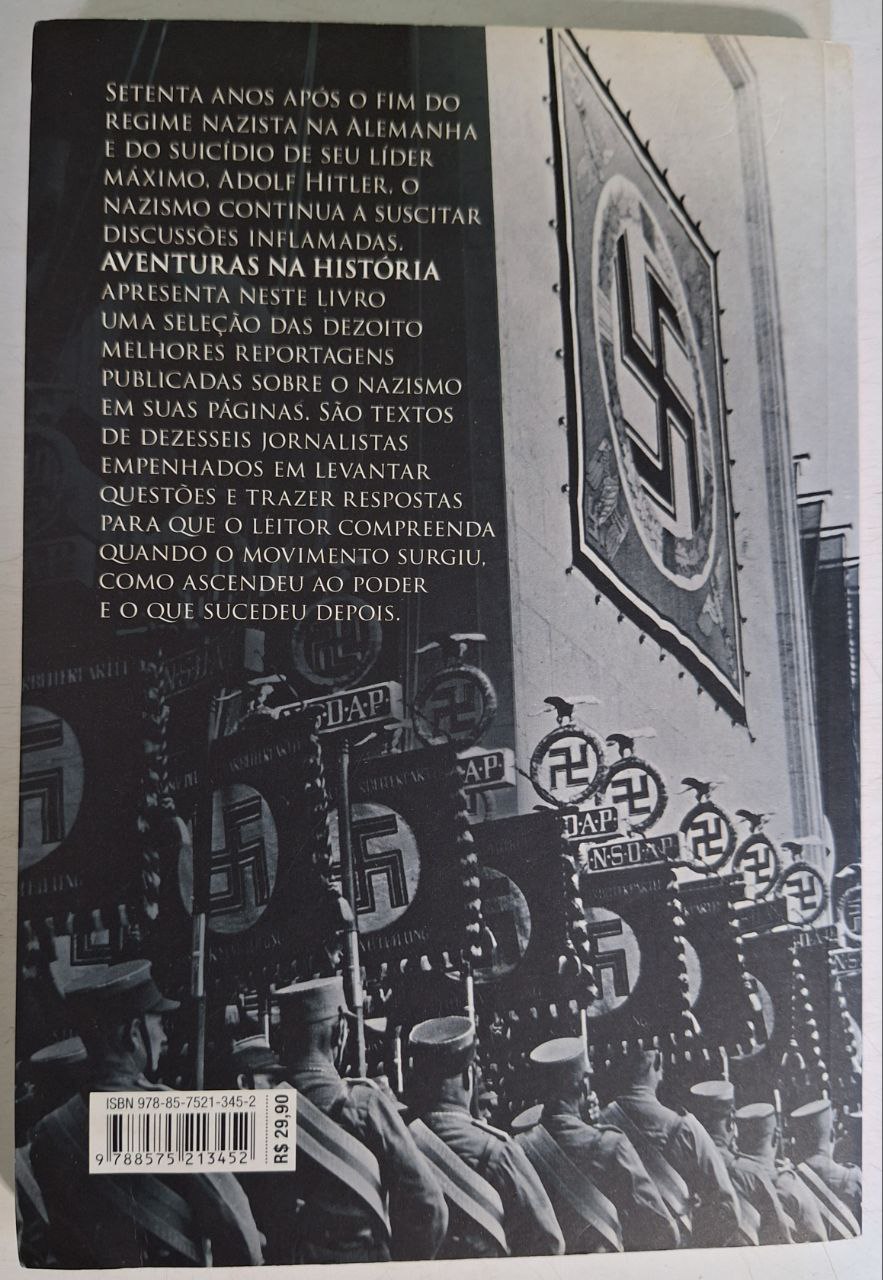 SETENTA ANOS APÓS O FIM DO
REGIME NAZISTA NA ALEMANHA
E DO SUICÍDIO DE SEU LÍDER
MÁXIMO, ADOLF HITLER, O
NAZISMO CONTINUA A SUSCITAR
DISCUSSÕES INFLAMADAS.
AVENTURAS NA HISTÓRIA
APRESENTA NESTE LIVRO
UMA SELEÇÃO DAS DEZOITO
MELHORES REPORTAGENS
PUBLICADAS SOBRE O NAZISMO
EM SUAS PÁGINAS. SÃO TEXTOS
DE DEZESSEIS JORNALISTAS
EMPENHADOS EM LEVANTAR
QUESTÕES E TRAZER RESPOSTAS
PARA QUE O LEITOR COMPREENDA
QUANDO O MOVIMENTO SURGIU,
COMO ASCENDEU AO PODER
E O QUE SUCEDEU DEPOIS.
S·D·A·P·
A·P·
D·A·P·
N·S·D·A·P
ISBN 978-85-7521-345-2
9 788575 213452
R$ 29,90